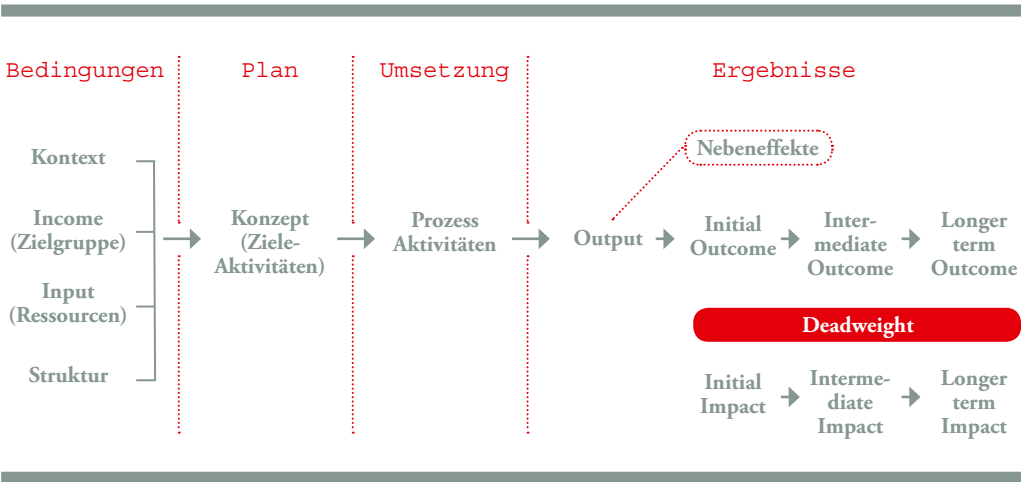 Bedingungen
Plan
Umsetzung
Ergebnisse
Kontext
Income
(Zielgruppe)
Input
(Ressourcen)
Struktur
Konzept
(Ziele-
Aktivitäten)
Prozess
Aktivitäten
Nebeneffekte
Output
Initial
Outcome
Inter-
mediate
Outcome
Longer
term
Outcome
Deadweight
Initial
Impact
Interme-
diate
Impact
Longer
term
Impact